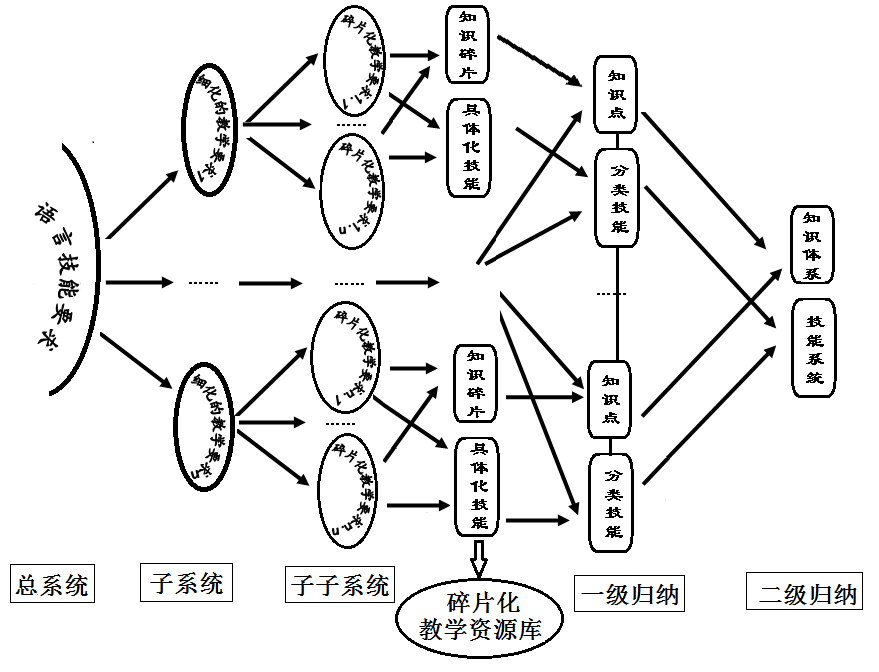 语言技能要求
细化的教学要求1
……
细化的教学要求n
碎片化教学要求1.1
……
碎片化教学要求1.n
……
碎片化教学要求n.1
……
碎片化教学要求n.n
知识碎片
具体化技能
知识碎片
具体化技能
知识点
分类技能
……
知识点
分类技能
知识体系
技能系统
总系统
子系统
子子系统
碎片化
教学资源库
一级归纳
二级归纳